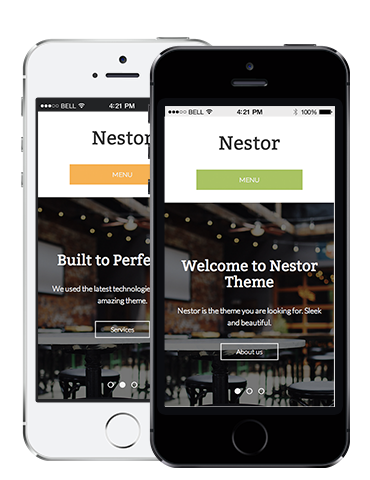 ●●●○○ BELL 4:21 PM
Nestor
MENU
Built to Perfe
We used the latest technologie
amazing theme.
Services
●●●○○ BELL 4:21 PM 100%
Nestor
MENU
Welcome to Nestor
Theme
Nestor is the theme you are looking for. Sleek
and beautiful.
About us